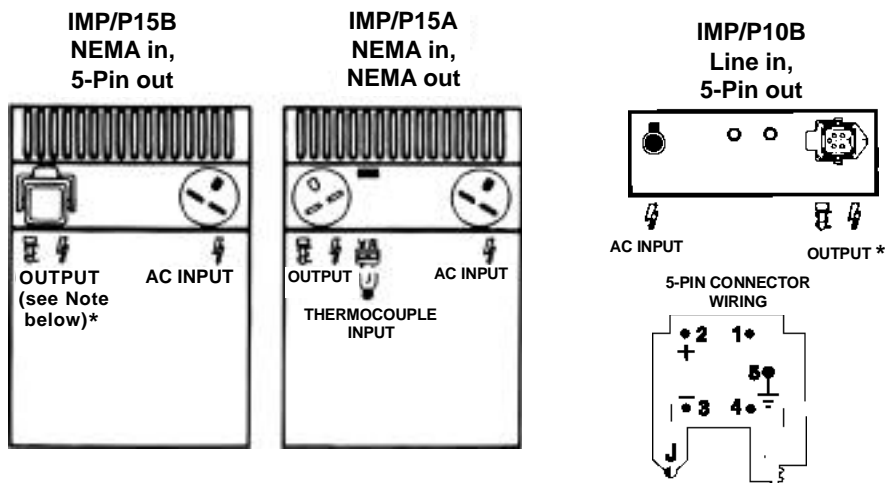 IMP/P15B
NEMA in,
5-Pin out
OUTPUT
(see Note
below)*
AC INPUT
IMP/P15A
NEMA in,
NEMA out
OUTPUT
AC INPUT
THERMOCOUPLE
INPUT
IMP/P10B
Line in,
5-Pin out
AC INPUT
OUTPUT *
5-PIN CONNECTOR
WIRING
2 1
+
5
− 3 4
J